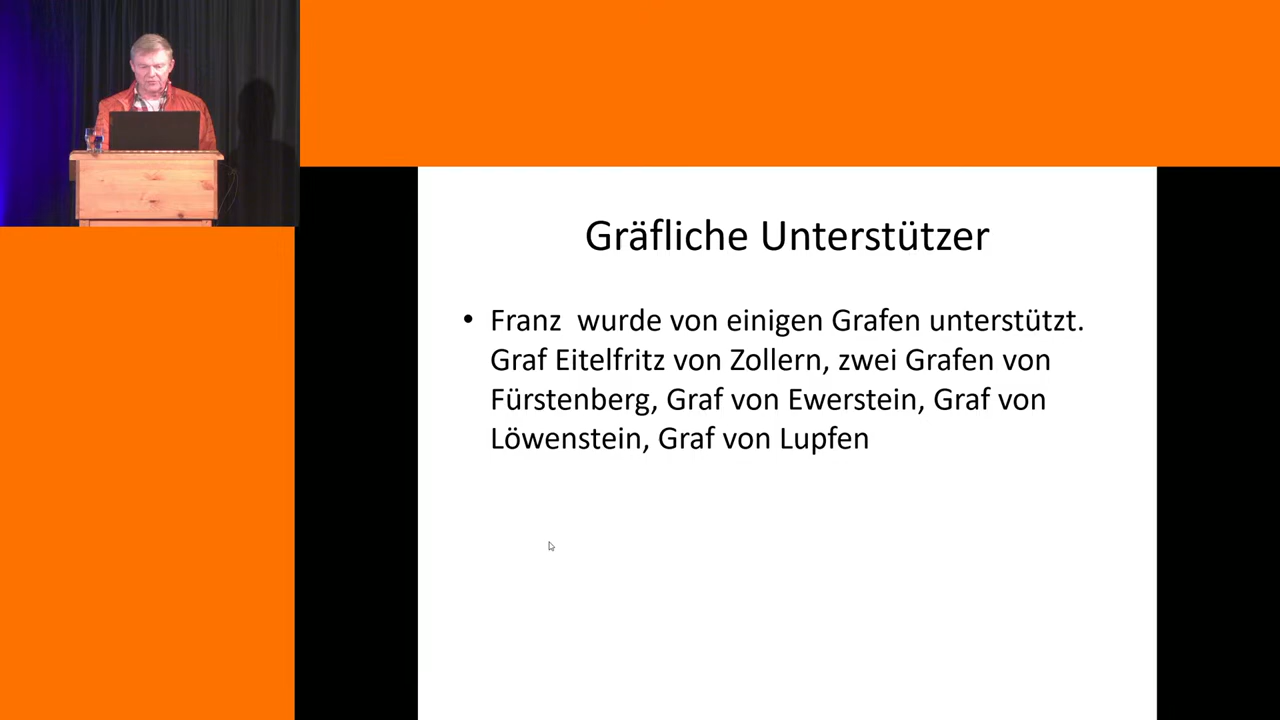 Gräfliche Unterstützer
• Franz wurde von einigen Grafen unterstützt.
Graf Eitelfritz von Zollern, zwei Grafen von
Fürstenberg, Graf von Ewerstein, Graf von
Löwenstein, Graf von Lupfen